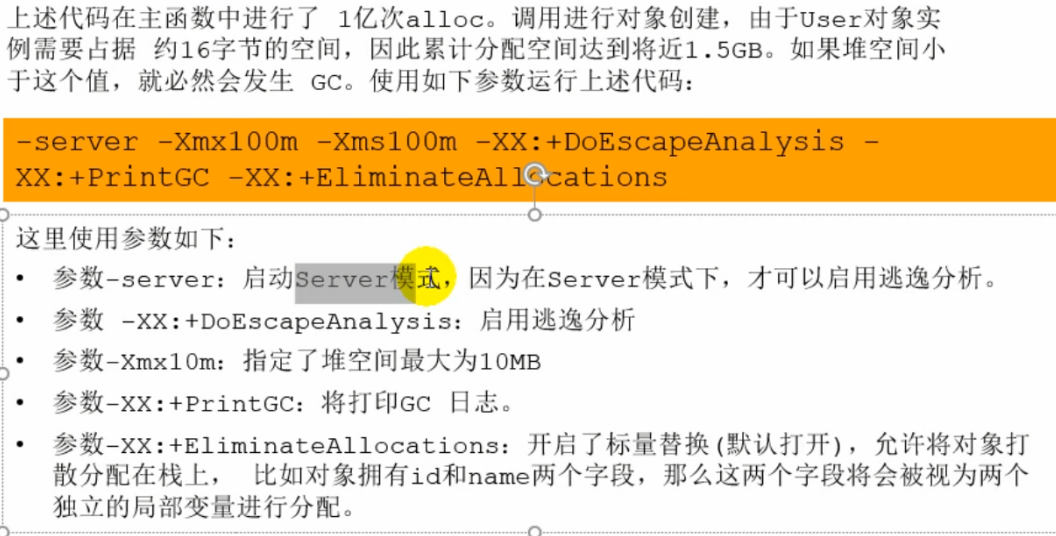 上述代码在主函数中进行了 1亿次alloc。调用进行对象创建，由于User对象实
例需要占据 约16字节的空间，因此累计分配空间达到将近1.5GB。如果堆空间小
于这个值，就必然会发生 GC。使用如下参数运行上述代码：
-server -Xmx100m -Xms100m -XX:+DoEscapeAnalysis -
XX:+PrintGC -XX:+EliminateAllocations
这里使用参数如下：
• 参数-server：启动Server模式，因为在Server模式下，才可以启用逃逸分析。
• 参数 -XX:+DoEscapeAnalysis：启用逃逸分析
• 参数-Xmx10m：指定了堆空间最大为10MB
• 参数-XX:+PrintGC：将打印GC 日志。
• 参数-XX:+EliminateAllocations：开启了标量替换(默认打开)，允许将对象打
散分配在栈上， 比如对象拥有id和name两个字段，那么这两个字段将会被视为两个
独立的局部变量进行分配。